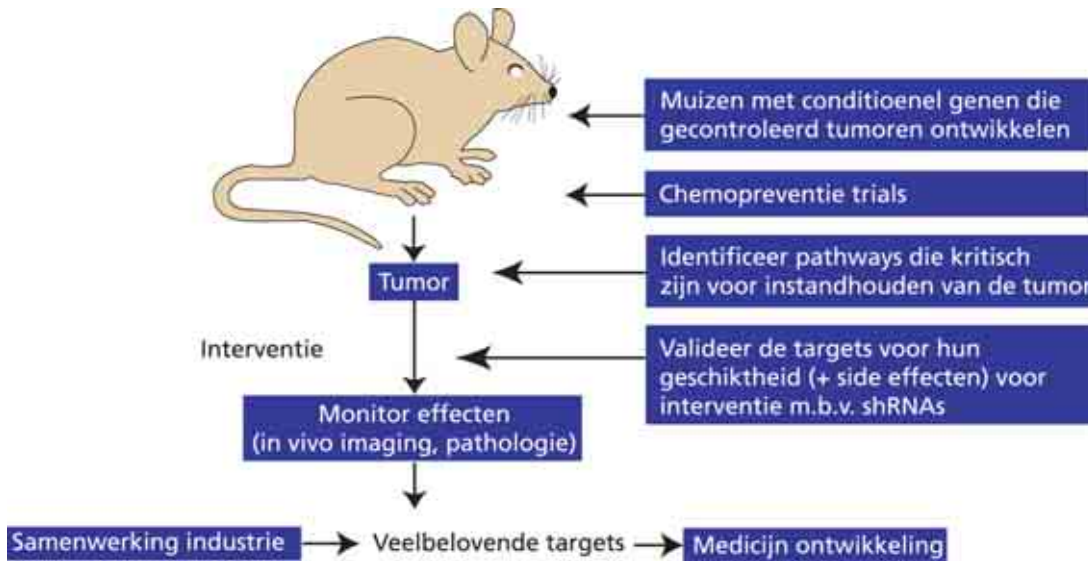 Muizen met conditioenel genen die
gecontroleerd tumoren ontwikkelen
Chemopreventie trials
Identificeer pathways die kritisch
zijn voor instandhouden van de tumor
Tumor
Interventie
Valideer de targets voor hun
geschiktheid (+ side effecten) voor
interventie m.b.v. shRNAs
Monitor effecten
(in vivo imaging, pathologie)
Samenwerking industrie
Veelbelovende targets
Medicijn ontwikkeling